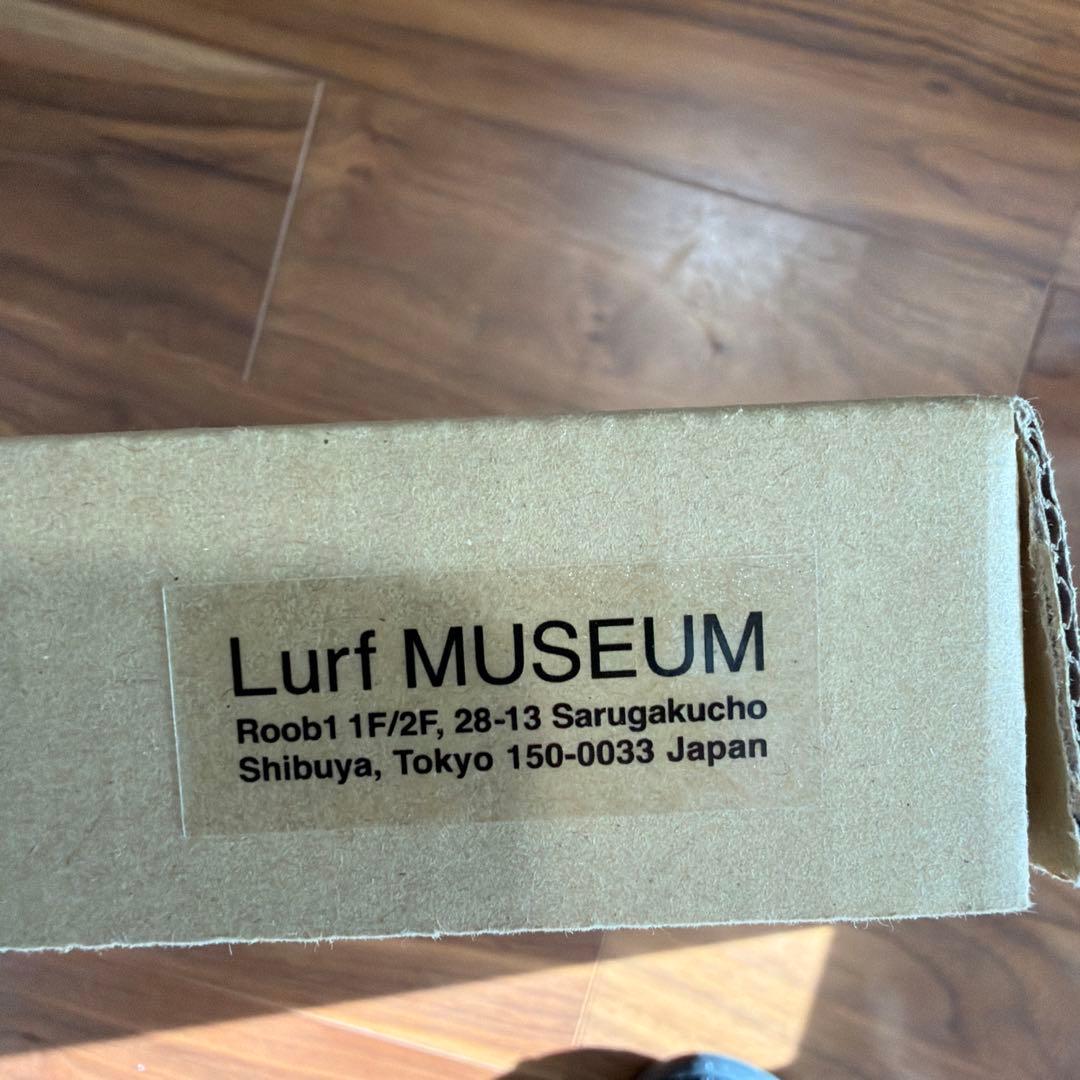 Lurf MUSEUM
Roob1 1F/2F, 28-13 Sarugakucho
Shibuya, Tokyo 150-0033 Japan